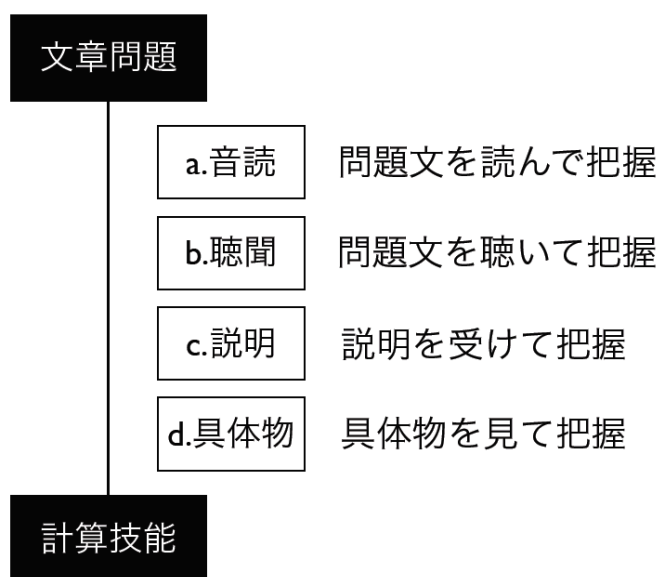 文章問題
a.音読 問題文を読んで把握
b.聴聞 問題文を聴いて把握
c.説明 説明を受けて把握
d.具体物 具体物を見て把握
計算技能